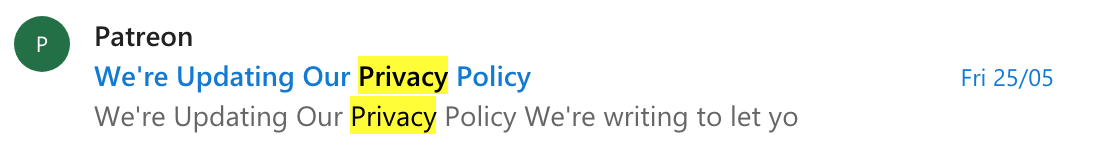 P
Patreon
We're Updating Our Privacy Policy
Fri 25/05
We're Updating Our Privacy Policy We're writing to let yo